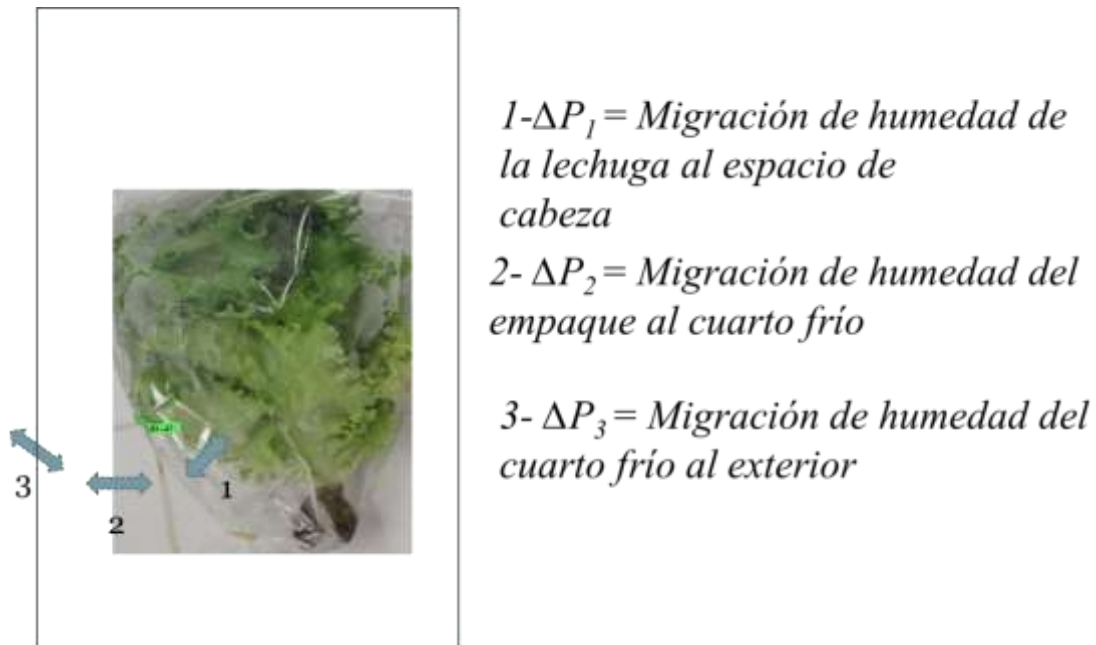 1-ΔP₁= Migración de humedad de
la lechuga al espacio de
cabeza
2- ΔP₂= Migración de humedad del
empaque al cuarto frío
3- ΔP₃= Migración de humedad del
cuarto frío al exterior
3
2
1